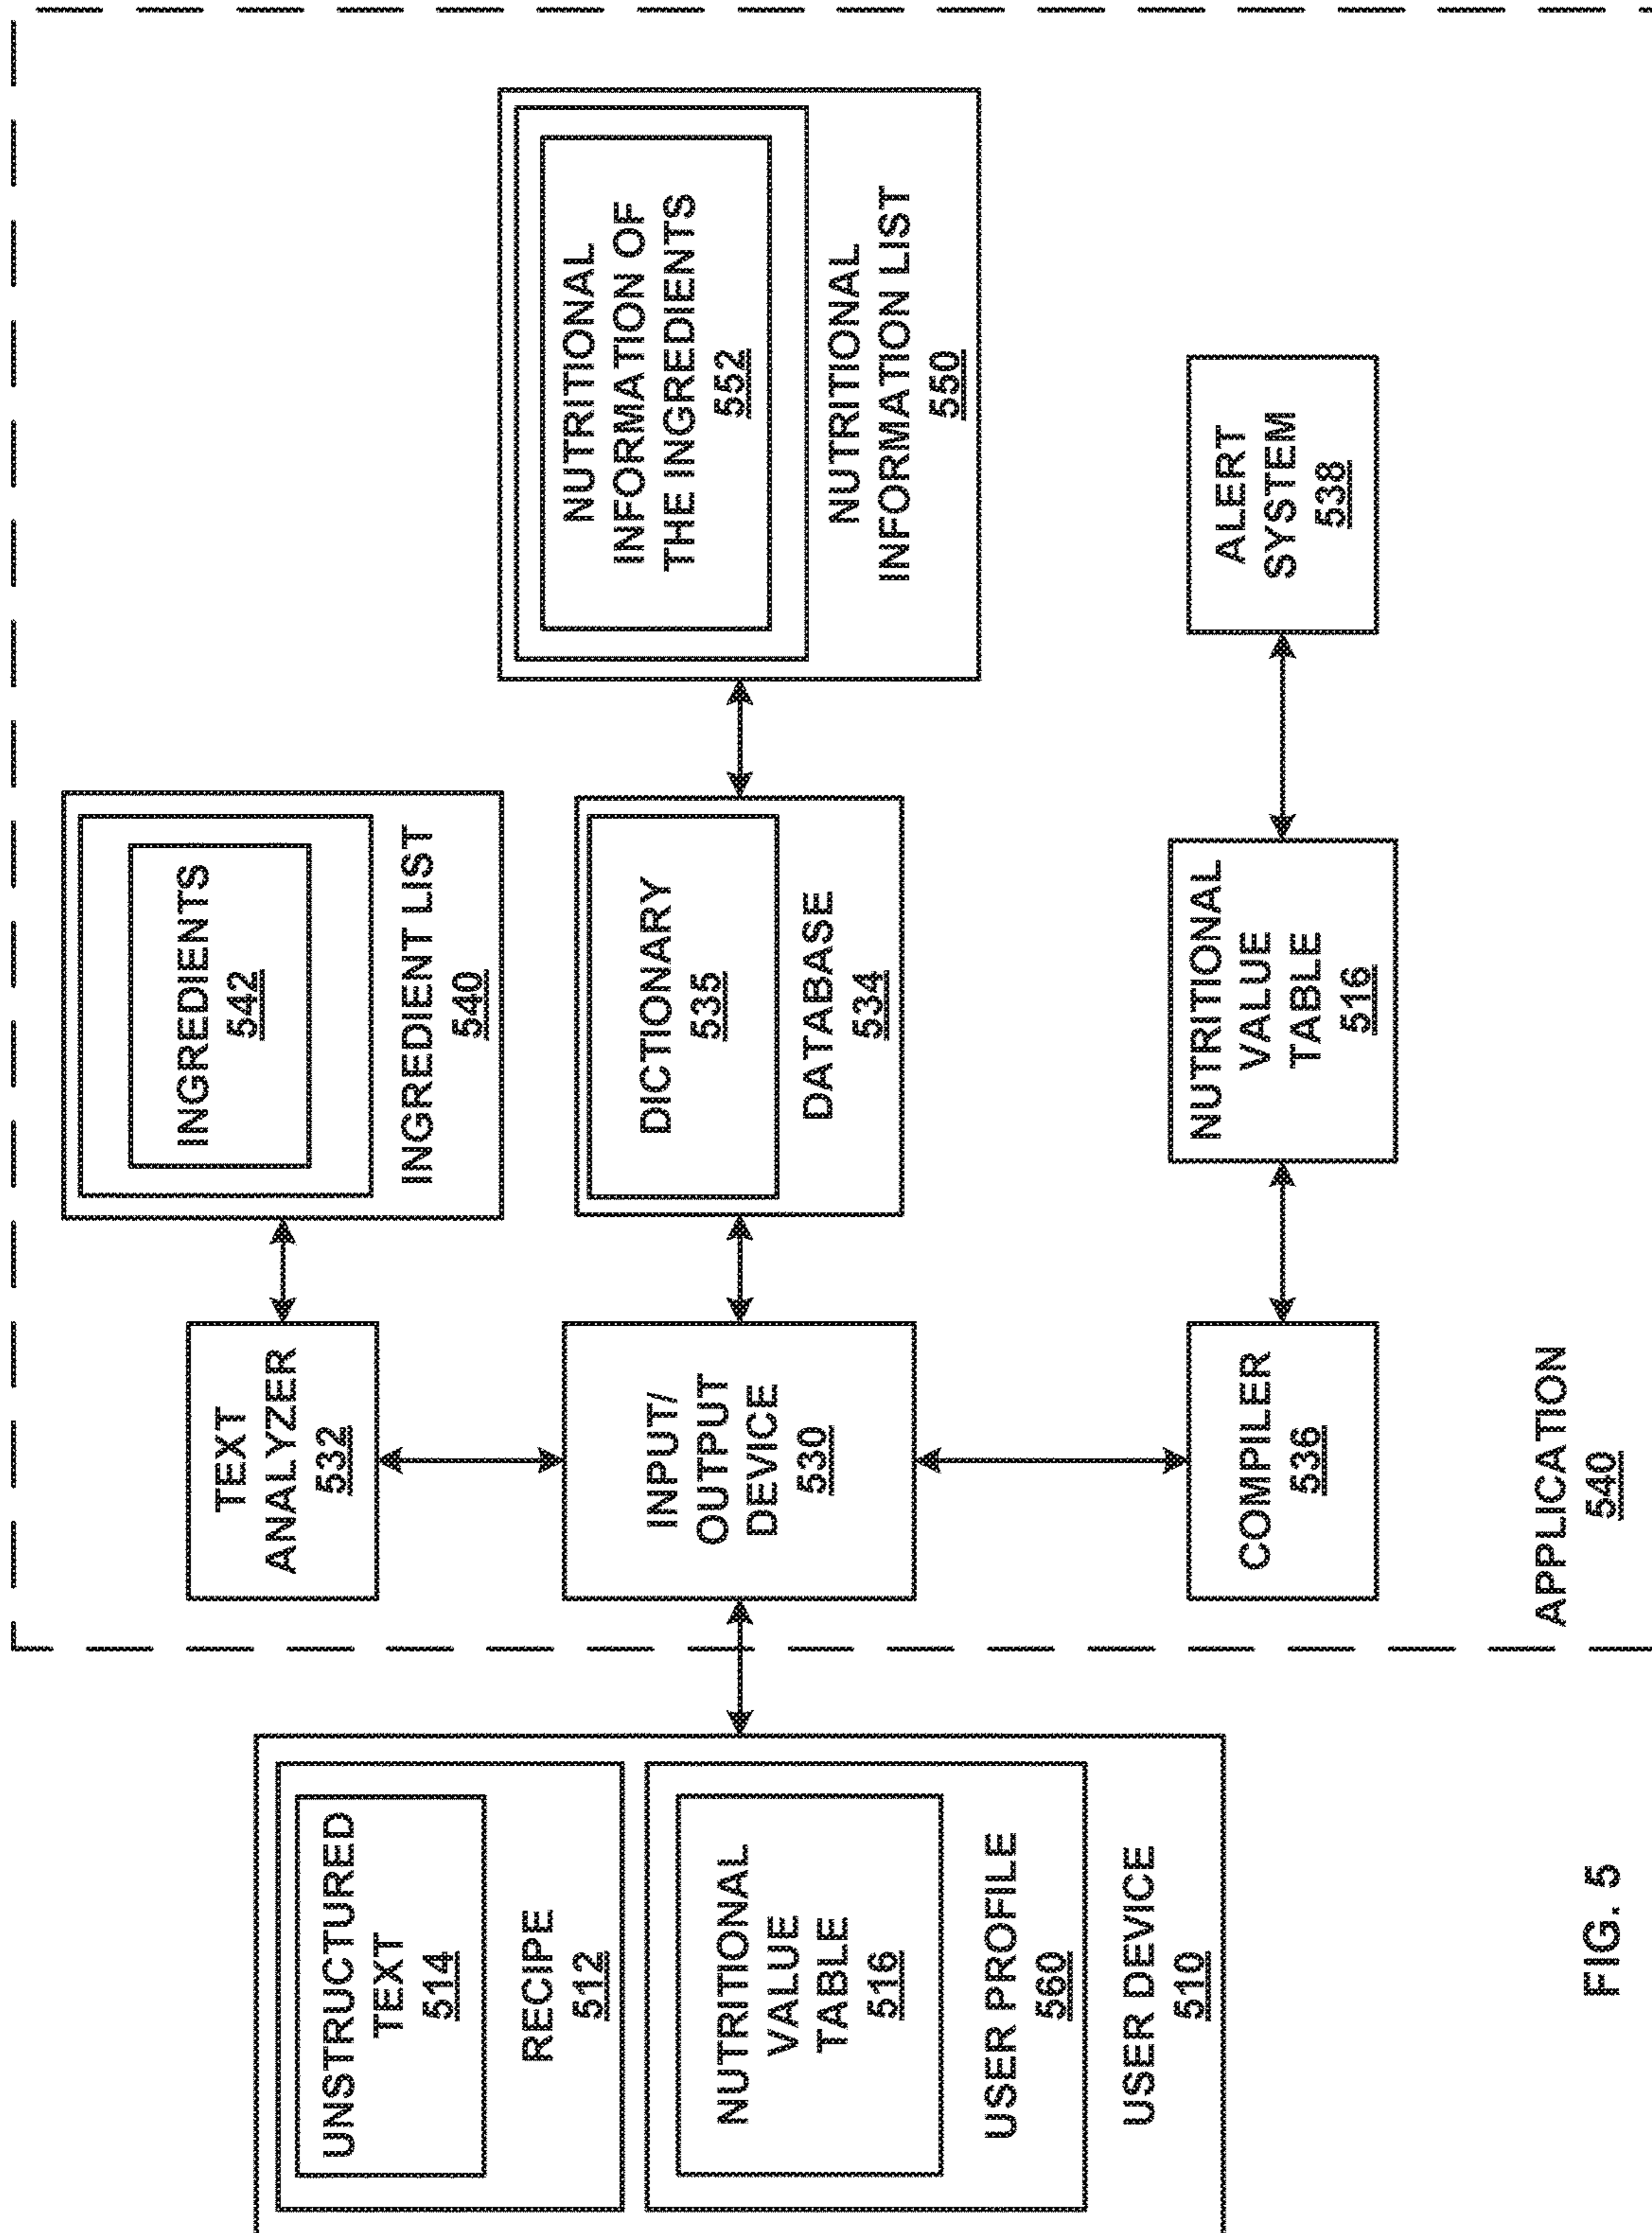 UNSTRUCTURED
TEXT
514
RECIPE
512
NUTRITIONAL
VALUE
TABLE
516
USER PROFILE
560
USER DEVICE
510
TEXT
ANALYZER
532
INPUT/
OUTPUT
DEVICE
530
COMPILER
536
INGREDIENTS
542
INGREDIENT LIST
540
DICTIONARY
535
DATABASE
534
NUTRITIONAL
VALUE
TABLE
516
NUTRITIONAL
INFORMATION OF
THE INGREDIENTS
552
NUTRITIONAL
INFORMATION LIST
550
ALERT
SYSTEM
538
APPLICATION
540
FIG. 5